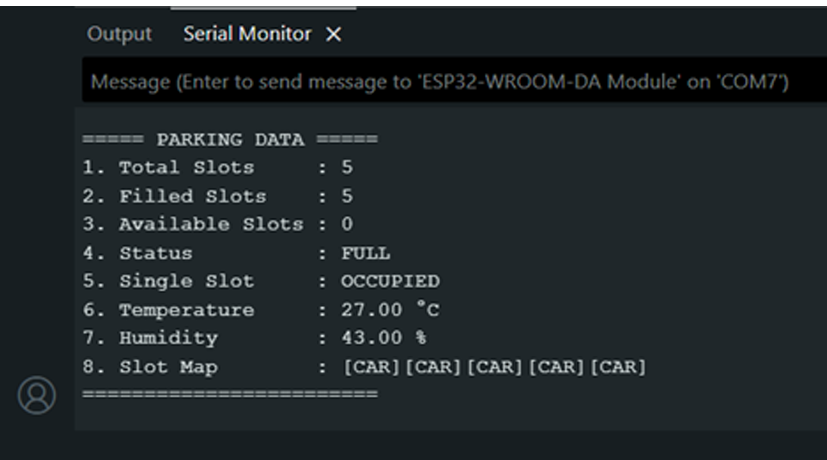 Output Serial Monitor X
Message (Enter to send message to 'ESP32-WROOM-DA Module' on 'COM7')
===== PARKING DATA =====
1. Total Slots : 5
2. Filled Slots : 5
3. Available Slots : 0
4. Status : FULL
5. Single Slot : OCCUPIED
6. Temperature : 27.00 °C
7. Humidity : 43.00 %
8. Slot Map : [CAR][CAR][CAR][CAR][CAR]
========================